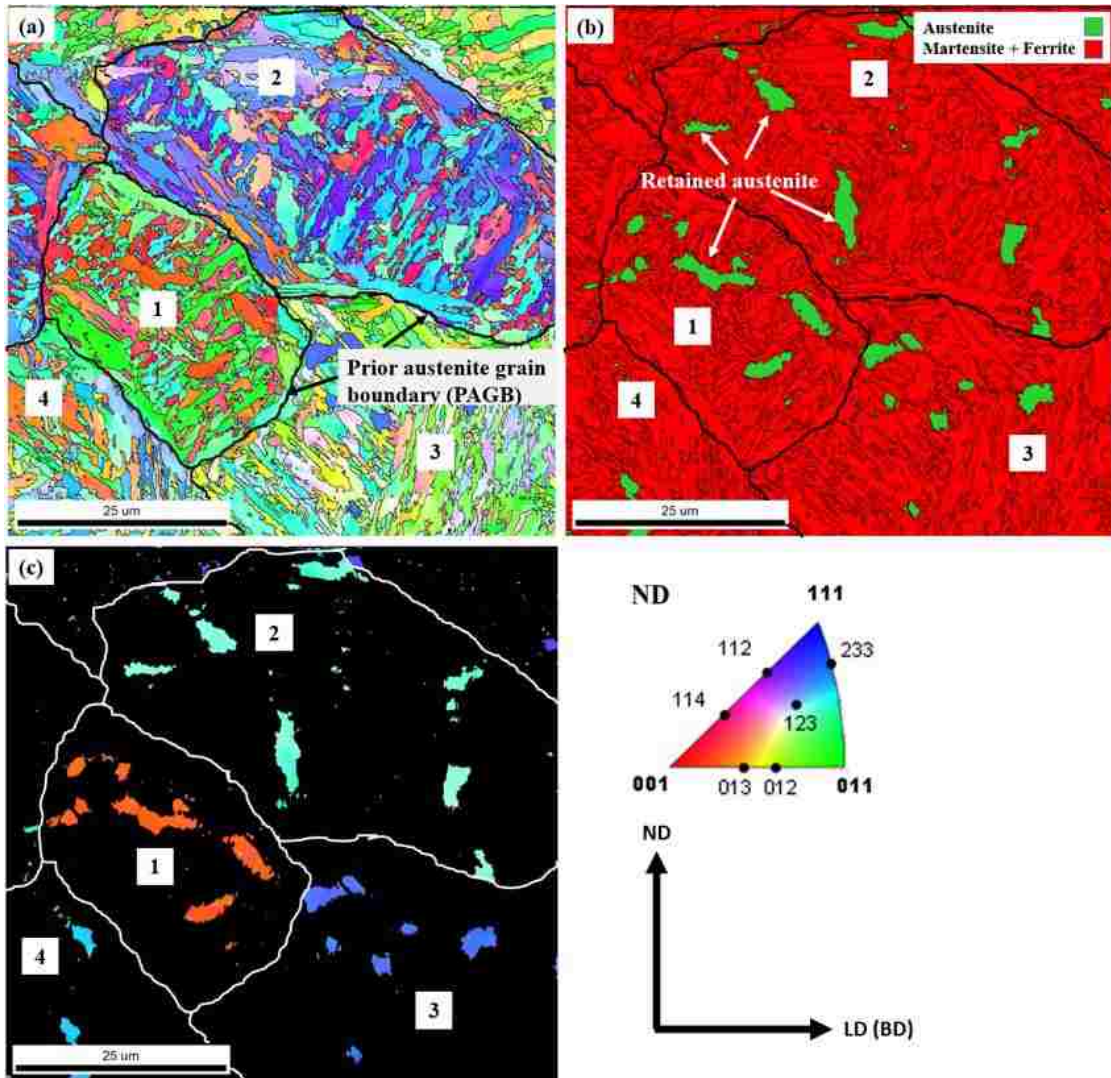 (a)
2
1
Prior austenite grain
boundary (PAGB)
4
3
25 um
(b)
Austenite
Martensite + Ferrite
2
Retained austenite
1
4
3
25 um
(c)
2
1
4
3
25 um
ND
111
112
233
114
123
001
013
012
011
ND
LD (BD)